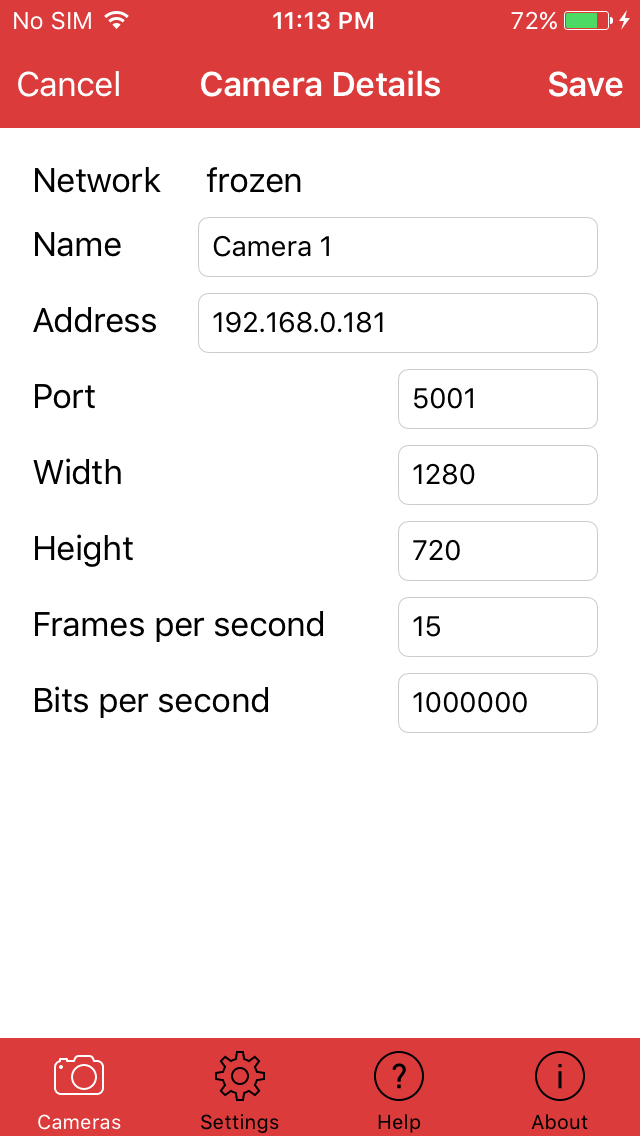 No SIM 11:13 PM 72%
Cancel Camera Details Save
Network frozen
Name Camera 1
Address 192.168.0.181
Port 5001
Width 1280
Height 720
Frames per second 15
Bits per second 1000000
? i
Cameras Settings Help About